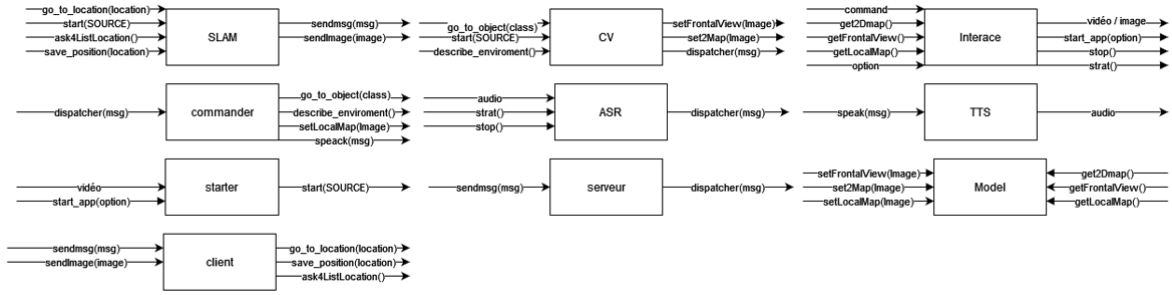 go_to_location(location)
start(SOURCE)
ask4ListLocation()
save_position(location)
SLAM
sendmsg(msg)
sendImage(image)
go_to_object(class)
start(SOURCE)
describe_enviroment()
CV
setFrontalView(Image)
set2Map(Image)
dispatcher(msg)
command
get2Dmap()
getFrontalView()
getLocalMap()
option
Interace
vidéo / image
start_app(option)
stop()
strat()
dispatcher(msg)
commander
go_to_object(class)
describe_enviroment()
setLocalMap(Image)
speack(msg)
audio
strat()
stop()
ASR
dispatcher(msg)
speak(msg)
TTS
audio
vidéo
start_app(option)
starter
start(SOURCE)
sendmsg(msg)
serveur
dispatcher(msg)
setFrontalView(Image)
set2Map(Image)
setLocalMap(Image)
Model
get2Dmap()
getFrontalView()
getLocalMap()
sendmsg(msg)
sendImage(image)
client
go_to_location(location)
save_position(location)
ask4ListLocation()